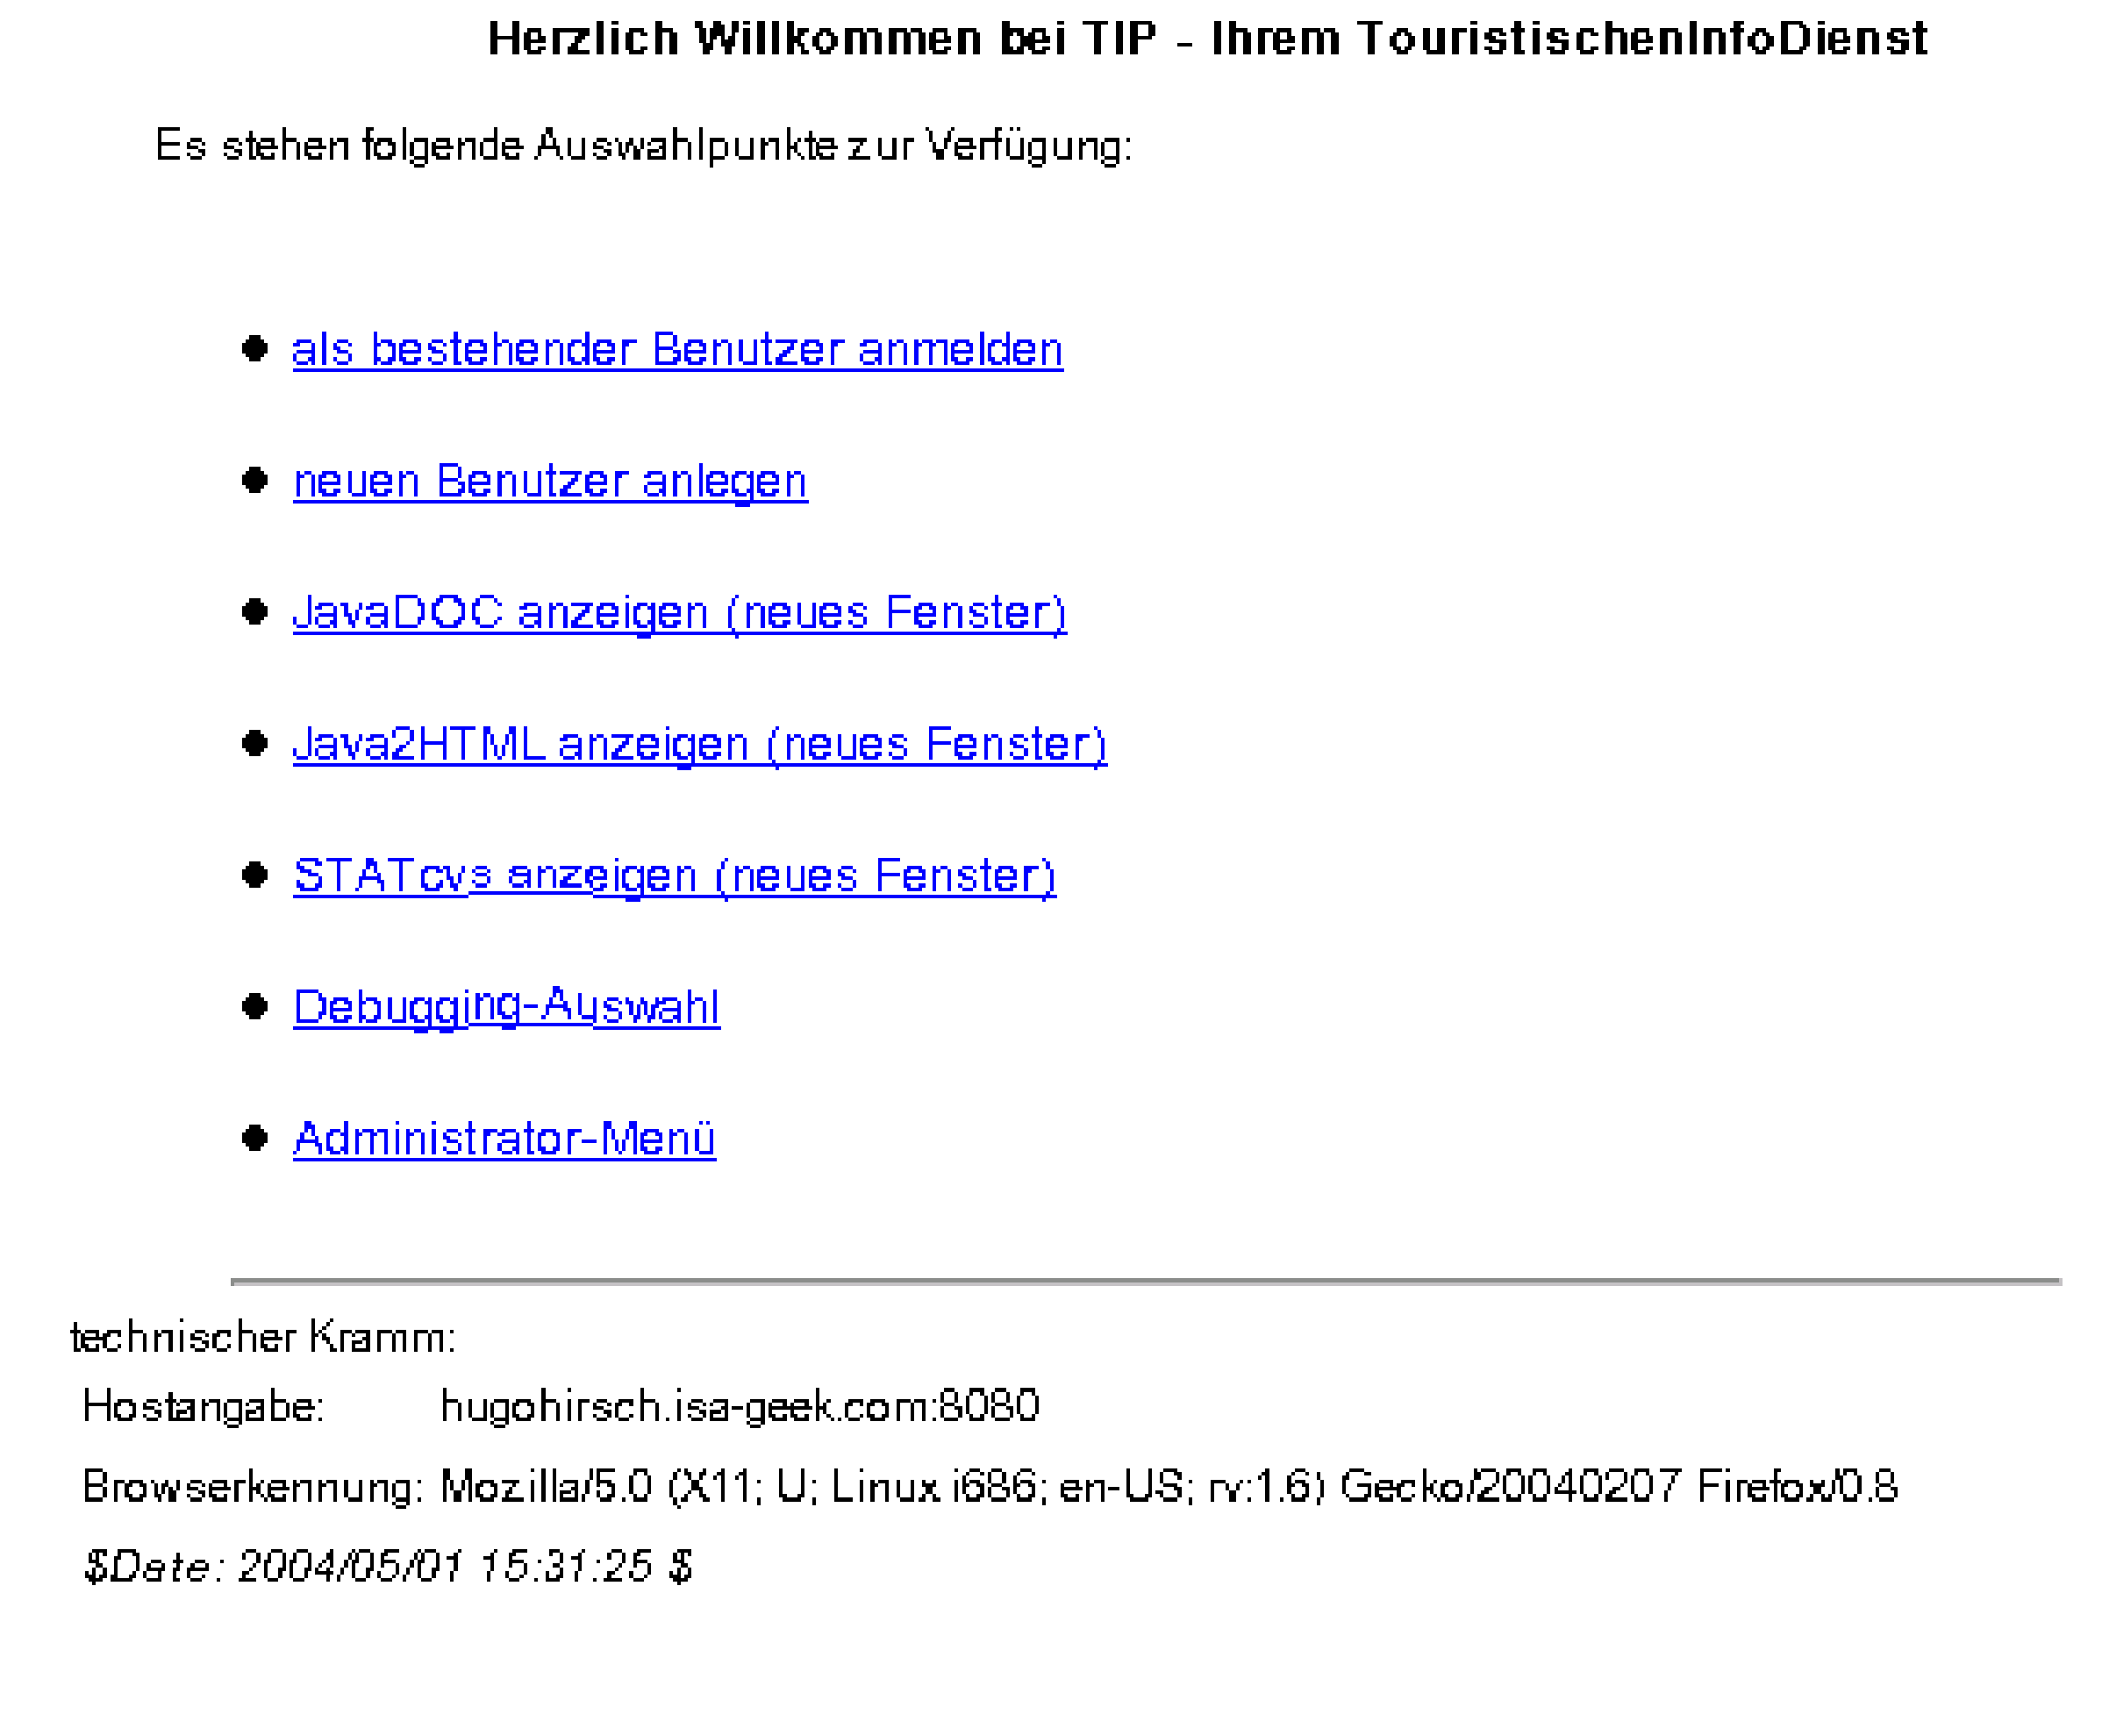 Herzlich Willkommen bei TIP - Ihrem TouristischenInfoDienst
Es stehen folgende Auswahlpunkte zur Verfügung:
als bestehender Benutzer anmelden
neuen Benutzer anlegen
JavaDOC anzeigen (neues Fenster)
Java2HTML anzeigen (neues Fenster)
STATcvs anzeigen (neues Fenster)
Debugging-Auswahl
Administrator-Menü
technischer Kramm:
Hostangabe: hugohirsch.isa-geek.com:8080
Browserkennung: Mozilla/5.0 (X11; U; Linux i686; en-US; rv:1.6) Gecko/20040207 Firefox/0.8
$Date: 2004/05/01 15:31:25 $